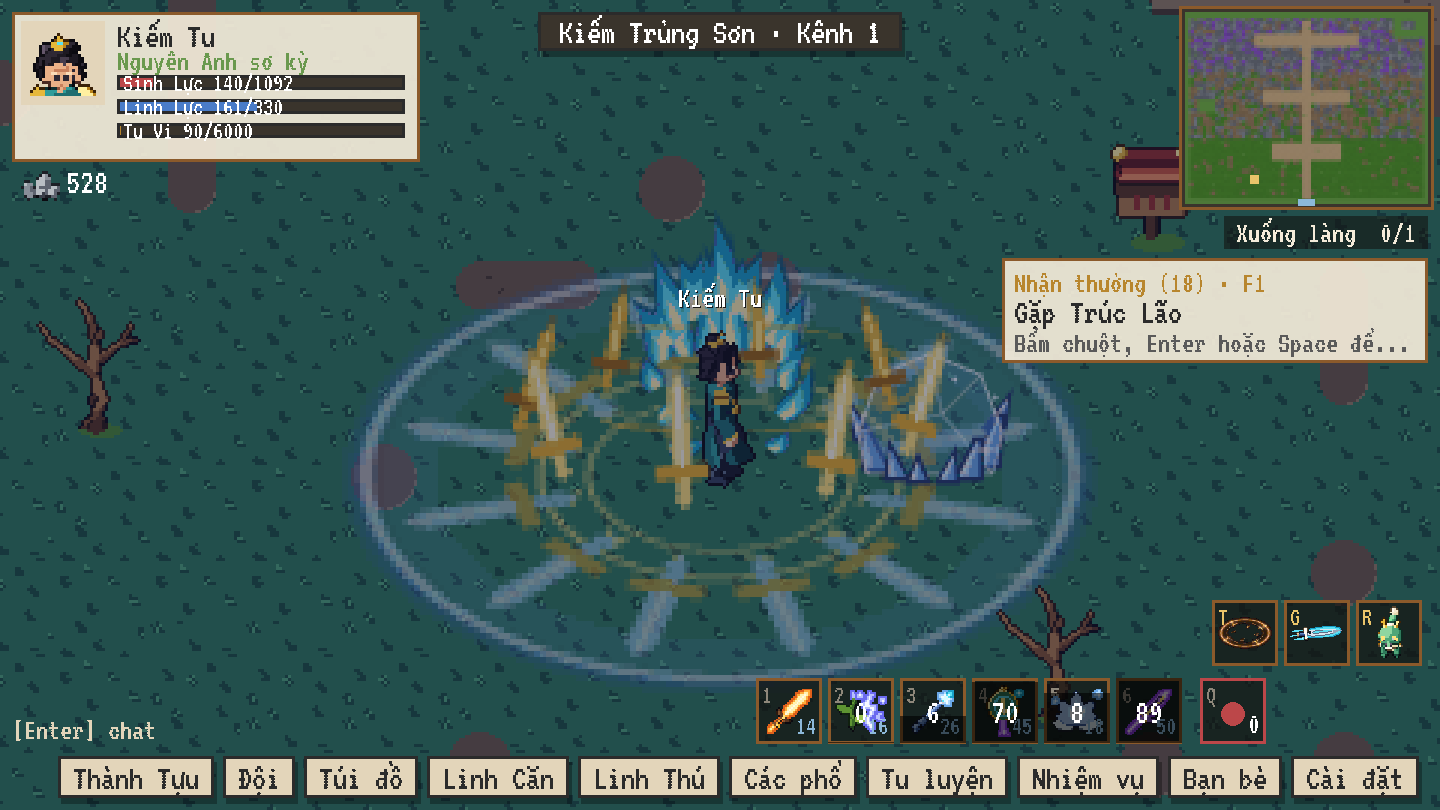 Kiếm Tu
Nguyên Anh sơ kỳ
Sinh Lực 140/1092
Linh Lực 161/330
Tu Vi 90/6000
528
Kiếm Trủng Sơn · Kênh 1
Xuống làng 0/1
Nhận thưởng (18) · F1
Gặp Trúc Lão
Bấm chuột, Enter hoặc Space để...
Kiếm Tu
T
G
R
1
14
2
0
16
3
6
26
4
70
45
5
8
18
6
89
50
Q
0
[Enter] chat
Thành Tựu
Đội
Túi đồ
Linh Căn
Linh Thú
Các phổ
Tu luyện
Nhiệm vụ
Bạn bè
Cài đặt